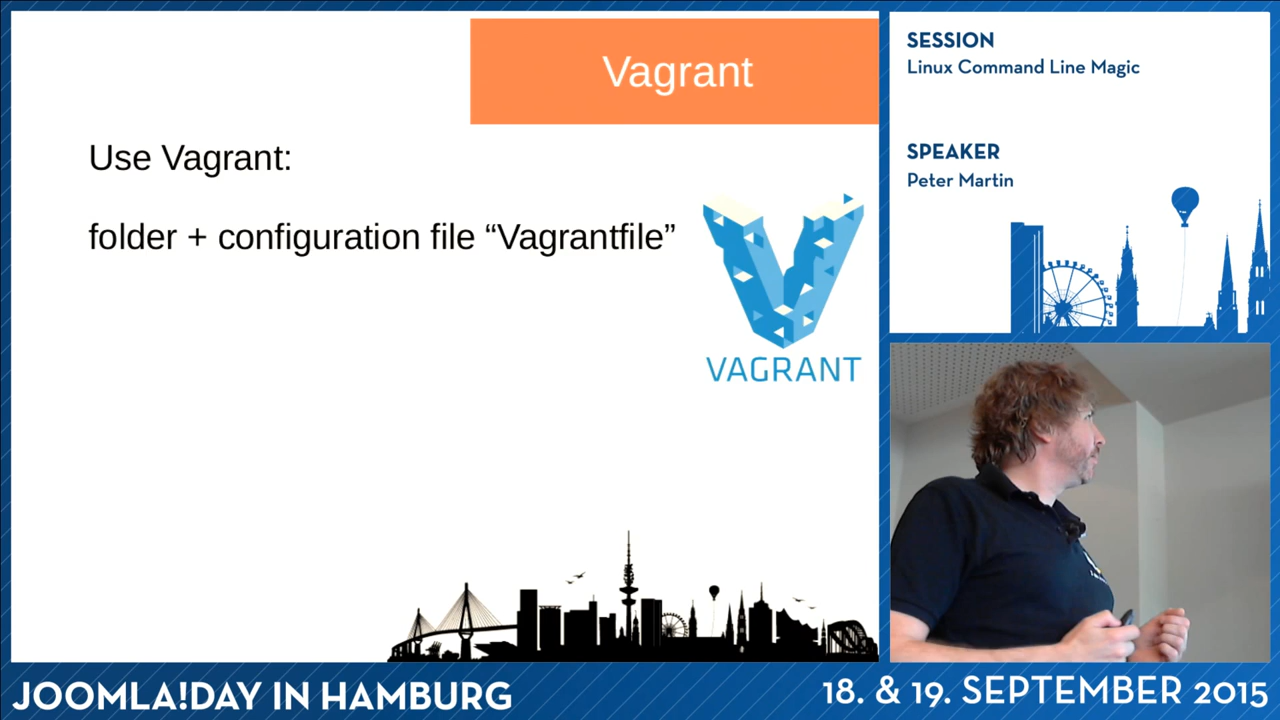 Vagrant
Use Vagrant:
folder + configuration file “Vagrantfile”
VAGRANT
SESSION
Linux Command Line Magic
SPEAKER
Peter Martin
JOOMLA!DAY IN HAMBURG
18. & 19. SEPTEMBER 2015